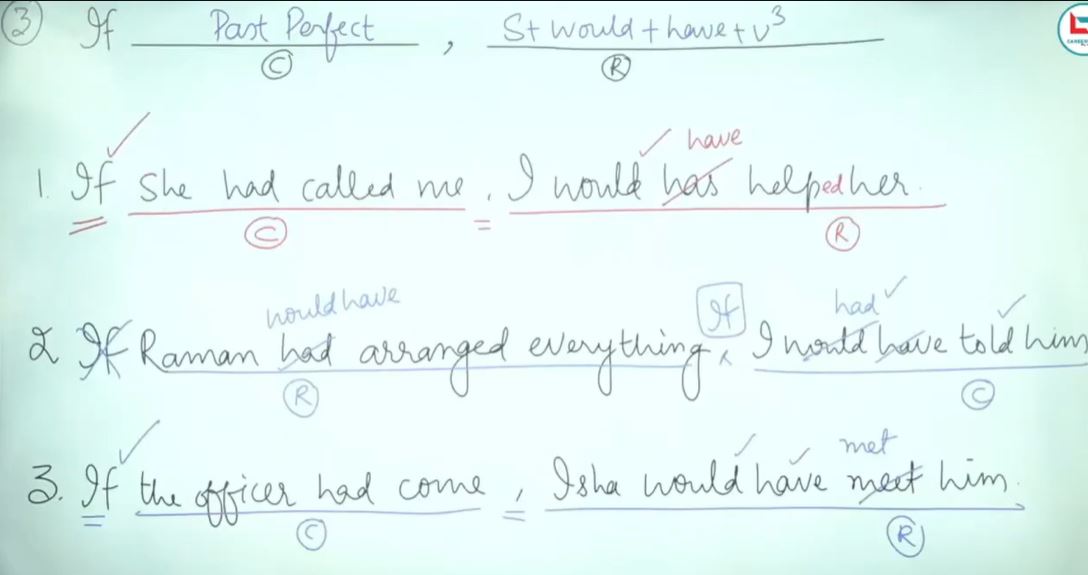 ③ If Past Perfect , S+ would + have + V³
Ⓒ Ⓡ
have
1. If She had called me , I would has helped her.
Ⓒ Ⓡ
would have If had
2 If Raman had arranged everything I would have told him
Ⓡ Ⓒ
met
3. If the officer had come , Isha would have meet him.
Ⓒ Ⓡ